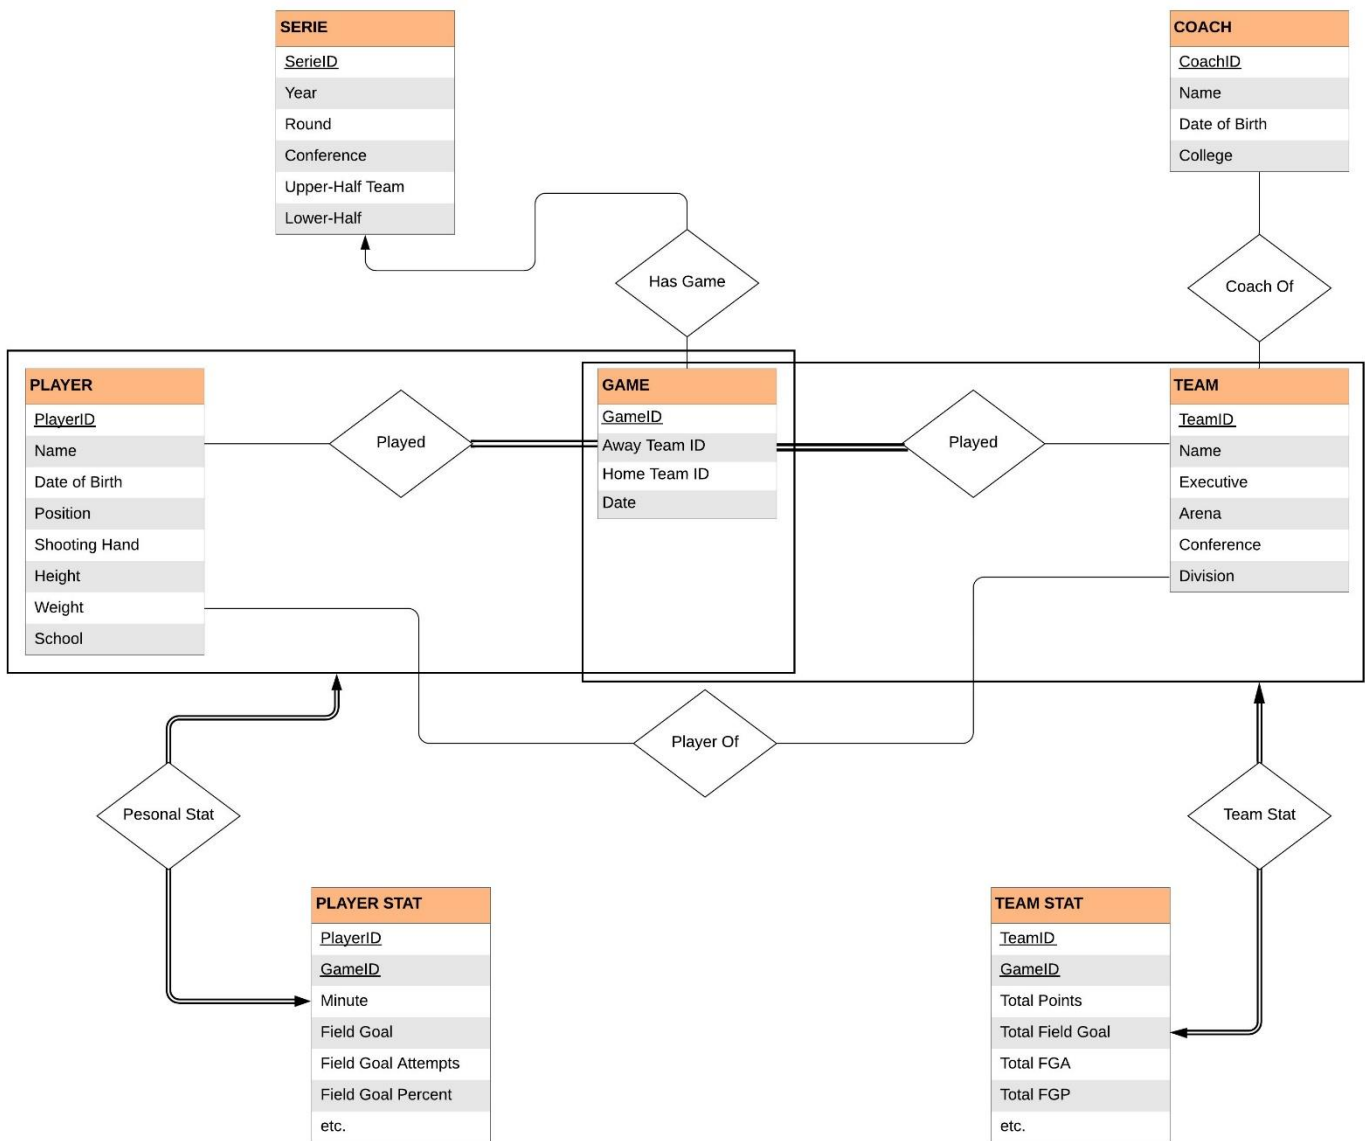 SERIE
SerieID
Year
Round
Conference
Upper-Half Team
Lower-Half
COACH
CoachID
Name
Date of Birth
College
Has Game
Coach Of
PLAYER
PlayerID
Name
Date of Birth
Position
Shooting Hand
Height
Weight
School
Played
GAME
GameID
Away Team ID
Home Team ID
Date
Played
TEAM
TeamID
Name
Executive
Arena
Conference
Division
Player Of
Pesonal Stat
Team Stat
PLAYER STAT
PlayerID
GameID
Minute
Field Goal
Field Goal Attempts
Field Goal Percent
etc.
TEAM STAT
TeamID
GameID
Total Points
Total Field Goal
Total FGA
Total FGP
etc.